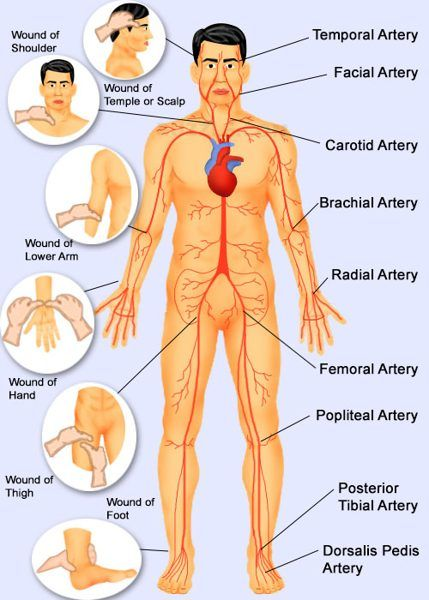 Wound of
Shoulder
Wound of
Temple or Scalp
Wound of
Lower Arm
Wound of
Hand
Wound of
Thigh
Wound of
Foot
Temporal Artery
Facial Artery
Carotid Artery
Brachial Artery
Radial Artery
Femoral Artery
Popliteal Artery
Posterior
Tibial Artery
Dorsalis Pedis
Artery